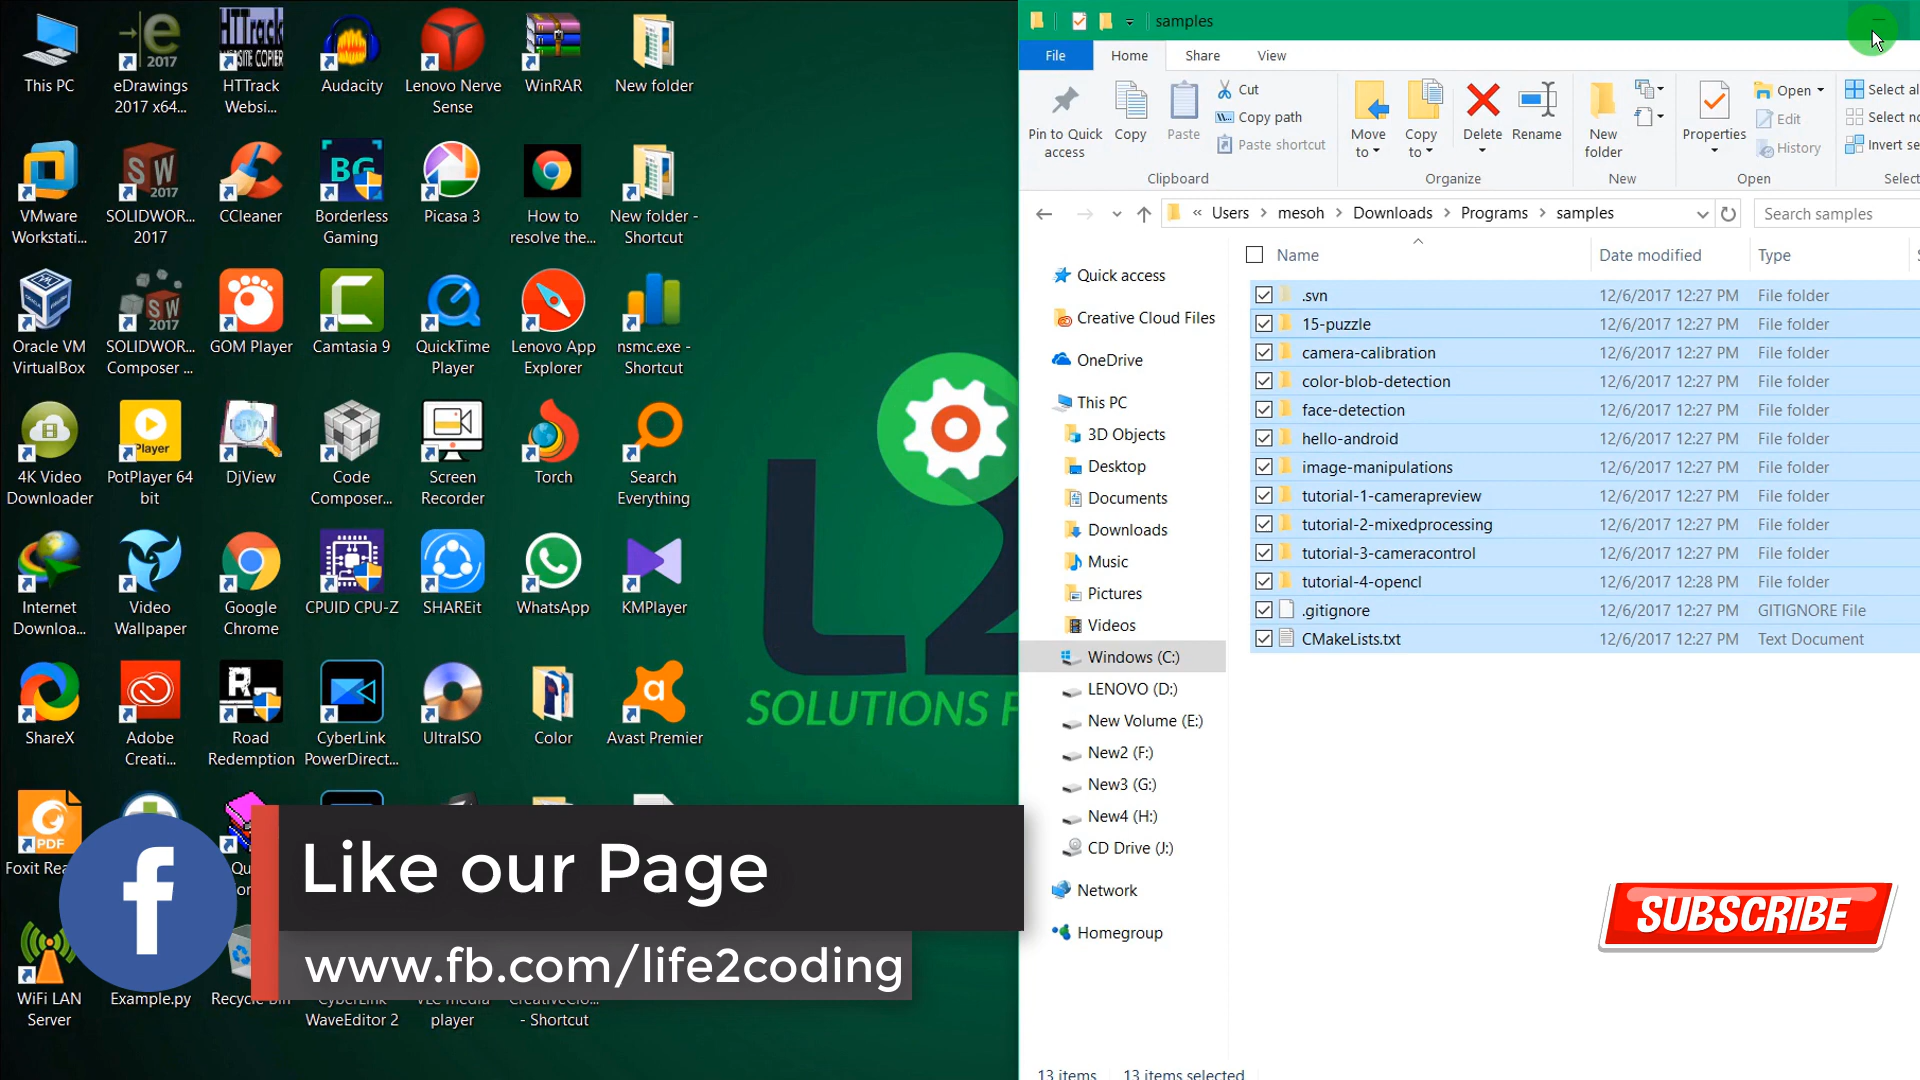 This PC
eDrawings
2017 x64...
HTTrack
Websi...
Audacity
Lenovo Nerve
Sense
WinRAR
New folder
VMware
Workstati...
SOLIDWOR...
2017
CCleaner
Borderless
Gaming
Picasa 3
How to
resolve the...
New folder -
Shortcut
Oracle VM
VirtualBox
SOLIDWOR...
Composer ...
GOM Player
Camtasia 9
QuickTime
Player
Lenovo App
Explorer
nsmc.exe -
Shortcut
4K Video
Downloader
PotPlayer 64
bit
DjView
Code
Composer...
Screen
Recorder
Torch
Search
Everything
Internet
Downloa...
Video
Wallpaper
Google
Chrome
CPUID CPU-Z
SHAREit
WhatsApp
KMPlayer
ShareX
Adobe
Creati...
Road
Redemption
CyberLink
PowerDirect...
UltraISO
Color
Avast Premier
Foxit Rea
WiFi LAN
Server
Example.py
WaveEditor 2
player
- Shortcut
L2
SOLUTIONS F
Like our Page
www.fb.com/life2coding
samples
File
Home
Share
View
Pin to Quick
access
Copy
Paste
Cut
Copy path
Paste shortcut
Clipboard
Move
to
Copy
to
Delete
Rename
Organize
New
folder
New
Properties
Open
Edit
History
Open
Select al
Select no
Invert se
Select
« Users > mesoh > Downloads > Programs > samples
Search samples
Name
Date modified
Type
Quick access
Creative Cloud Files
OneDrive
This PC
3D Objects
Desktop
Documents
Downloads
Music
Pictures
Videos
Windows (C:)
LENOVO (D:)
New Volume (E:)
New2 (F:)
New3 (G:)
New4 (H:)
CD Drive (J:)
Network
Homegroup
.svn 12/6/2017 12:27 PM File folder
15-puzzle 12/6/2017 12:27 PM File folder
camera-calibration 12/6/2017 12:27 PM File folder
color-blob-detection 12/6/2017 12:27 PM File folder
face-detection 12/6/2017 12:27 PM File folder
hello-android 12/6/2017 12:27 PM File folder
image-manipulations 12/6/2017 12:27 PM File folder
tutorial-1-camerapreview 12/6/2017 12:27 PM File folder
tutorial-2-mixedprocessing 12/6/2017 12:27 PM File folder
tutorial-3-cameracontrol 12/6/2017 12:27 PM File folder
tutorial-4-opencl 12/6/2017 12:28 PM File folder
.gitignore 12/6/2017 12:27 PM GITIGNORE File
CMakeLists.txt 12/6/2017 12:27 PM Text Document
SUBSCRIBE
13 items
13 items selected